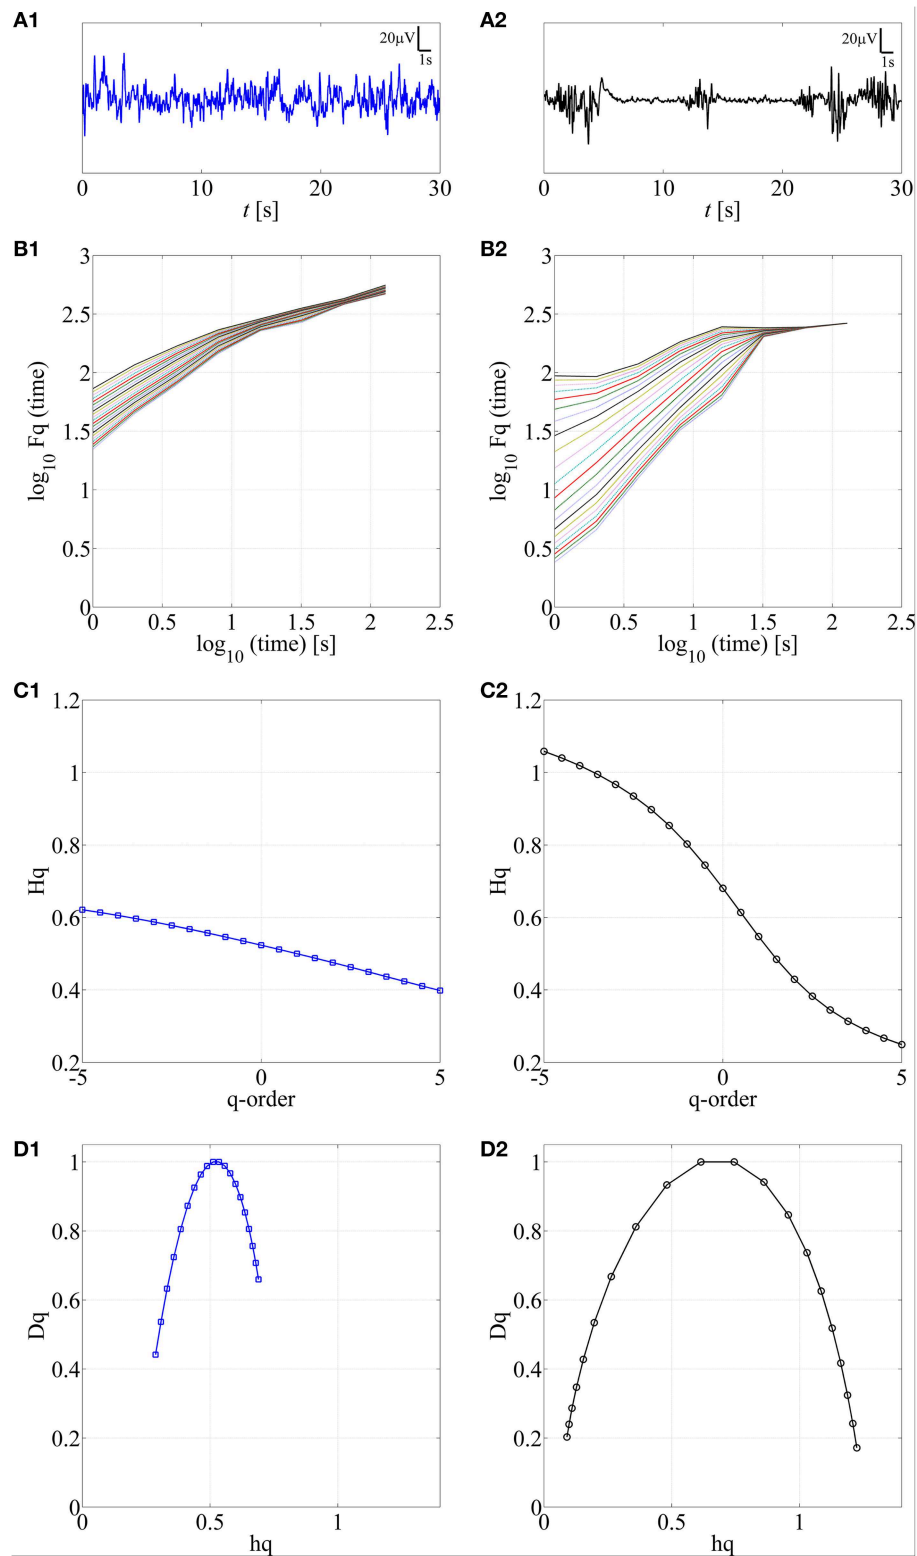 A1
20μV
1s
0 10 20 30
t [s]
A2
20μV
1s
0 10 20 30
t [s]
B1
3
2.5
2
1.5
1
0.5
0
log10 Fq (time)
0 0.5 1 1.5 2 2.5
log10 (time) [s]
B2
3
2.5
2
1.5
1
0.5
0
log10 Fq (time)
0 0.5 1 1.5 2 2.5
log10 (time) [s]
C1
1.2
1
0.8
0.6
0.4
0.2
Hq
-5 0 5
q-order
C2
1.2
1
0.8
0.6
0.4
0.2
Hq
-5 0 5
q-order
D1
1
0.8
0.6
0.4
0.2
0
Dq
0 0.5 1
hq
D2
1
0.8
0.6
0.4
0.2
0
Dq
0 0.5 1
hq